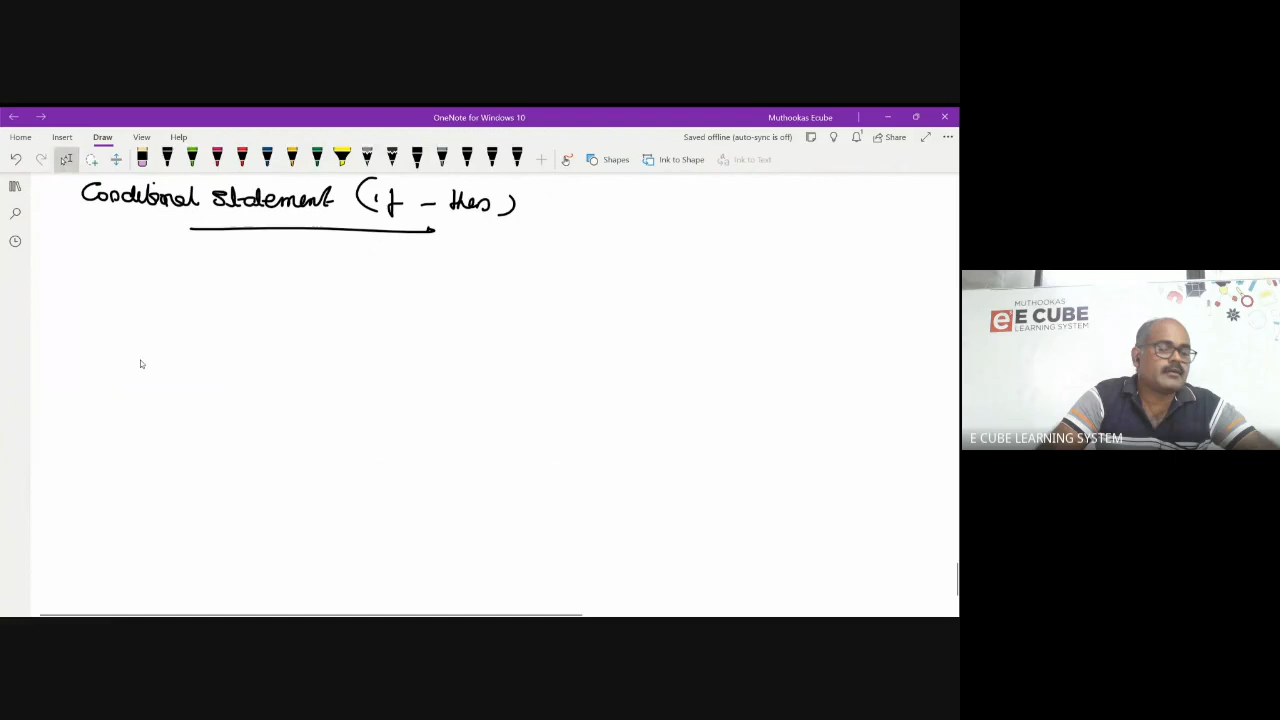 OneNote for Windows 10
Muthookas Ecube
Home Insert Draw View Help
Saved offline (auto-sync is off)
Share
Shapes
Ink to Shape
Ink to Text
Conditional statement (if - then)
MUTHOOKAS
e E CUBE
LEARNING SYSTEM
E CUBE LEARNING SYSTEM